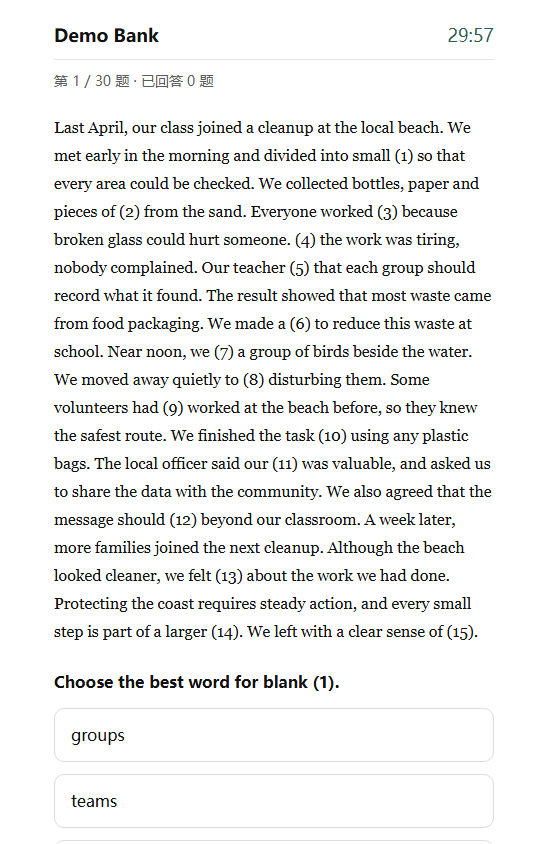 Demo Bank
29:57
第 1 / 30 题 · 已回答 0 题
Last April, our class joined a cleanup at the local beach. We
met early in the morning and divided into small (1) so that
every area could be checked. We collected bottles, paper and
pieces of (2) from the sand. Everyone worked (3) because
broken glass could hurt someone. (4) the work was tiring,
nobody complained. Our teacher (5) that each group should
record what it found. The result showed that most waste came
from food packaging. We made a (6) to reduce this waste at
school. Near noon, we (7) a group of birds beside the water.
We moved away quietly to (8) disturbing them. Some
volunteers had (9) worked at the beach before, so they knew
the safest route. We finished the task (10) using any plastic
bags. The local officer said our (11) was valuable, and asked us
to share the data with the community. We also agreed that the
message should (12) beyond our classroom. A week later,
more families joined the next cleanup. Although the beach
looked cleaner, we felt (13) about the work we had done.
Protecting the coast requires steady action, and every small
step is part of a larger (14). We left with a clear sense of (15).
Choose the best word for blank (1).
groups
teams